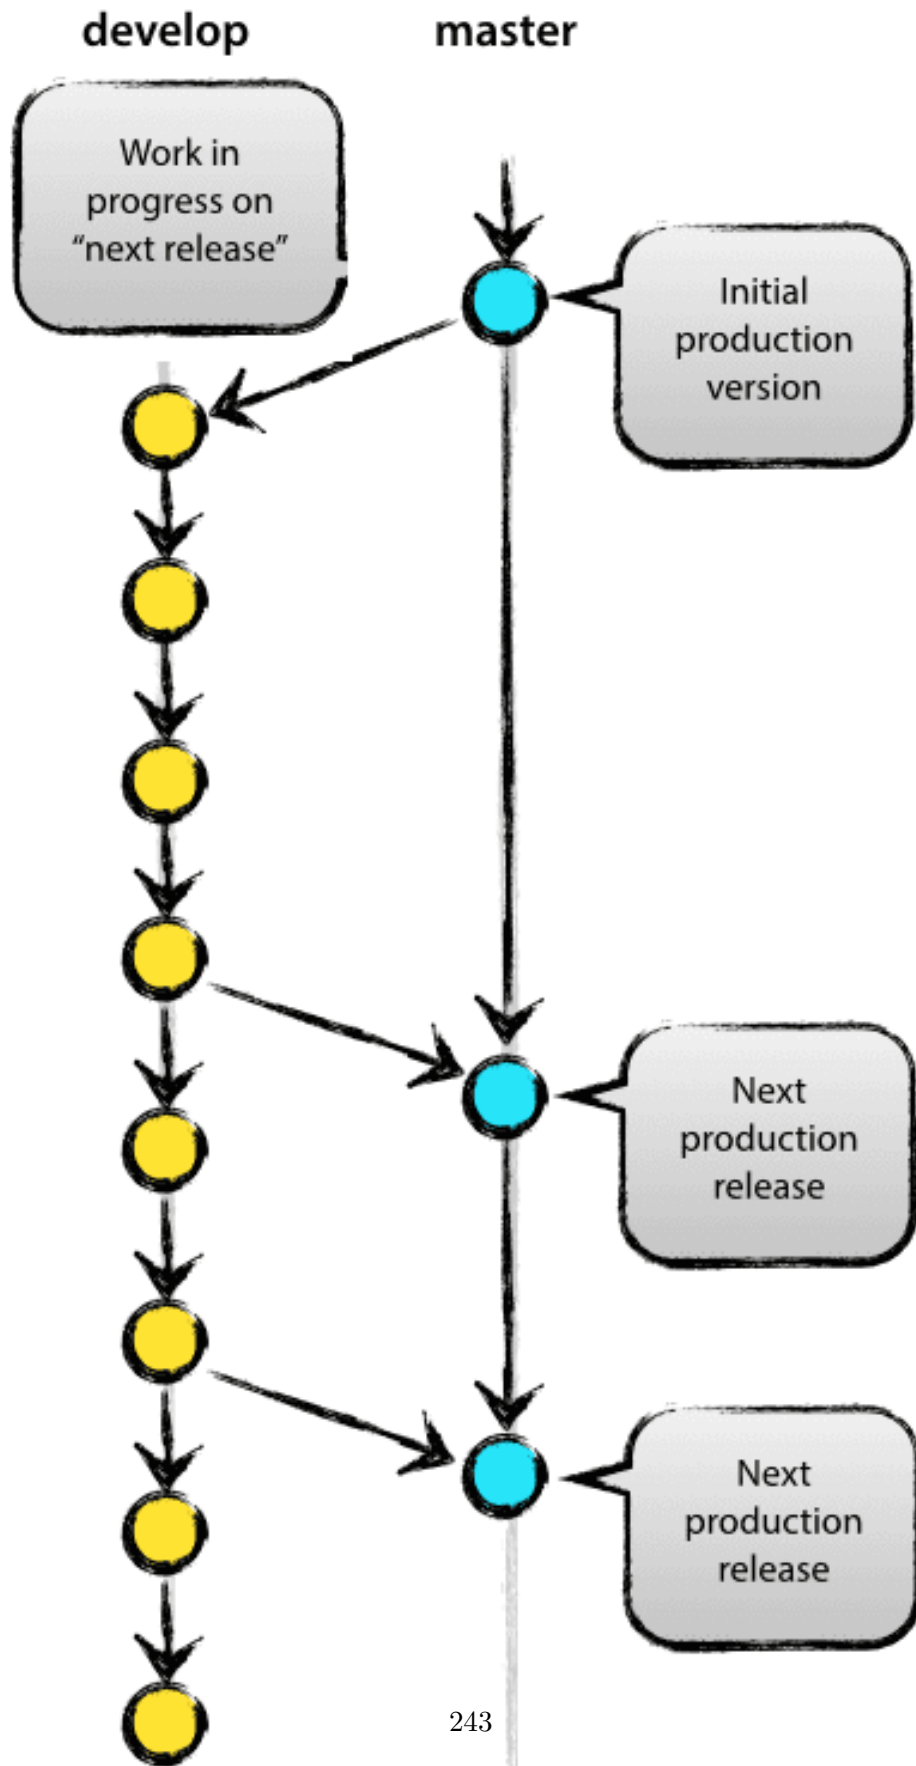 develop
master
Work in
progress on
“next release”
Initial
production
version
Next
production
release
Next
production
release
243